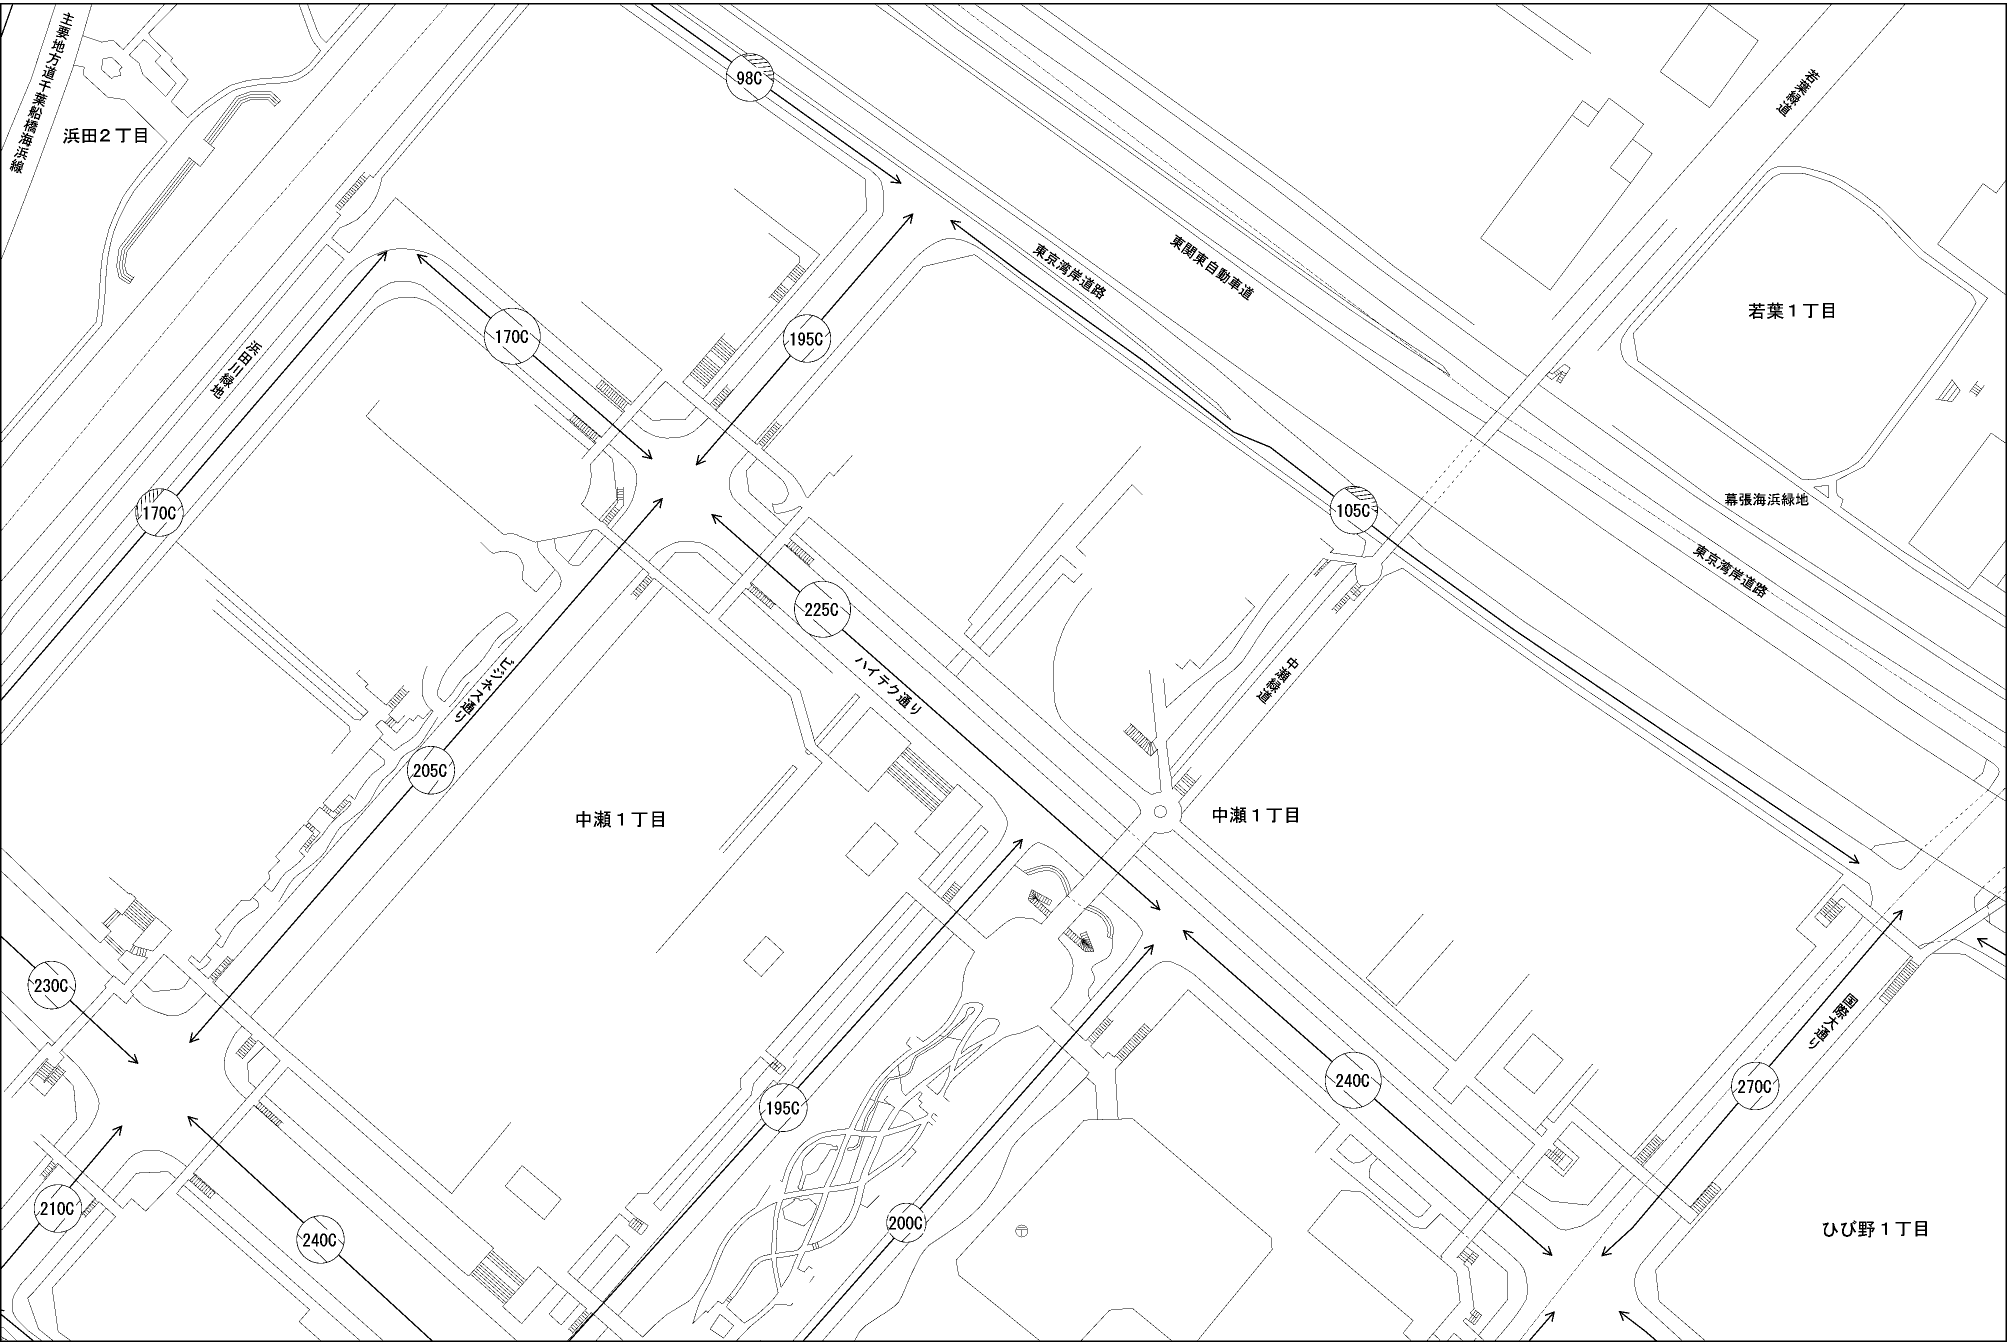 主要地方道千葉船橋海浜線
98C
若葉緑道
浜田２丁目
東京湾岸道路
東関東自動車道
若葉１丁目
170C
195C
浜田川緑地
170C
105C
幕張海浜緑地
東京湾岸道路
225C
ハイテク通り
中瀬緑道
ビジネス通り
205C
中瀬１丁目
中瀬１丁目
230C
国際大通り
240C
270C
195C
210C
240C
200C
ひび野１丁目